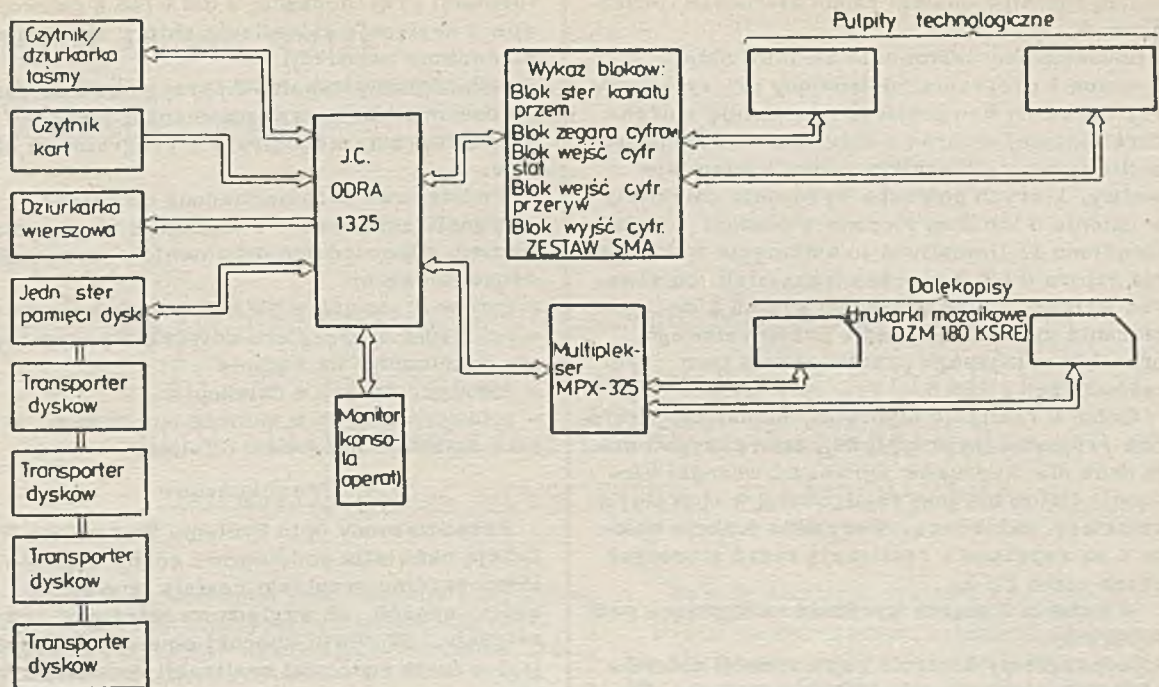 Czytnik/
dziurkarka
taśmy
Czytnik
kart
Dziurkarka
wierszowa
Jedn ster
pamięci dysk
Transporter
dysków
Transporter
dysków
Transporter
dysków
Transporter
dysków
J.C.
ODRA
1325
Monitor
(konso-
la
operat)
Wykaz blokow:
Blok ster kanału
przem.
Blok zegara cyfrow
Blok wejść cyfr
stat
Blok wejść cyfr.
przeryw.
Blok wyjść cyfr.
ZESTAW SMA
Multiplek-
ser
MPX-325
Pulpity technologiczne
Dalekopisy
(drukarki mozaikowe
DZM 180 KSRE)